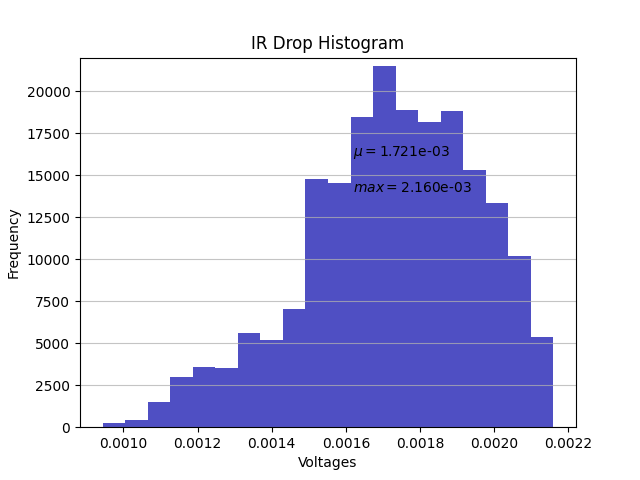 IR Drop Histogram
20000
17500
15000
12500
10000
7500
5000
2500
0
Frequency
μ = 1.721e-03
max = 2.160e-03
0.0010 0.0012 0.0014 0.0016 0.0018 0.0020 0.0022
Voltages